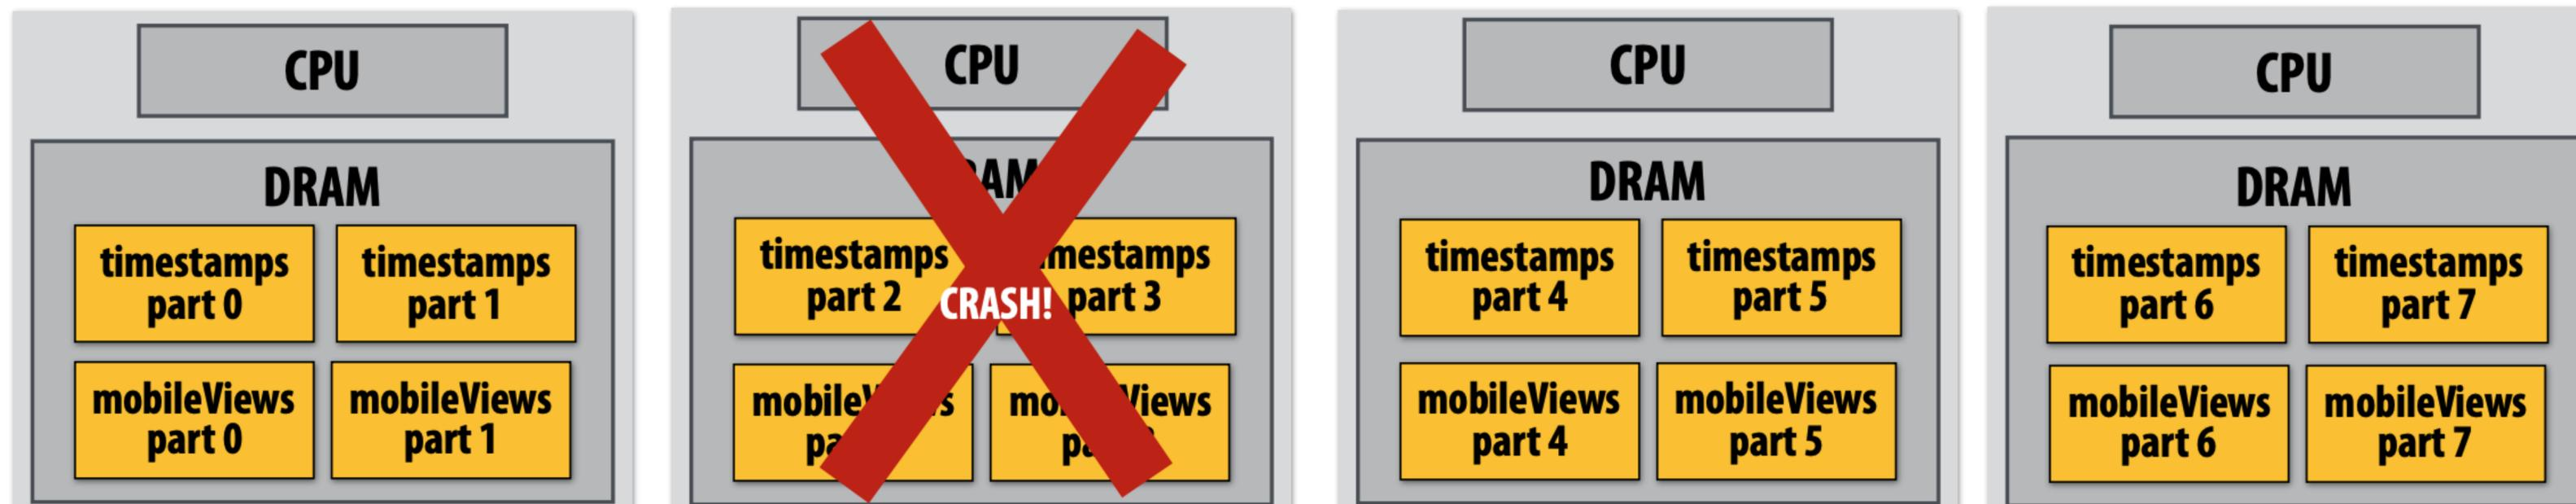 CPU
DRAM
timestamps
part 0
timestamps
part 1
mobileViews
part 0
mobileViews
part 1
CPU
timestamps
part 2
part 3
CRASH!
CPU
DRAM
timestamps
part 4
timestamps
part 5
mobileViews
part 4
mobileViews
part 5
CPU
DRAM
timestamps
part 6
timestamps
part 7
mobileViews
part 6
mobileViews
part 7